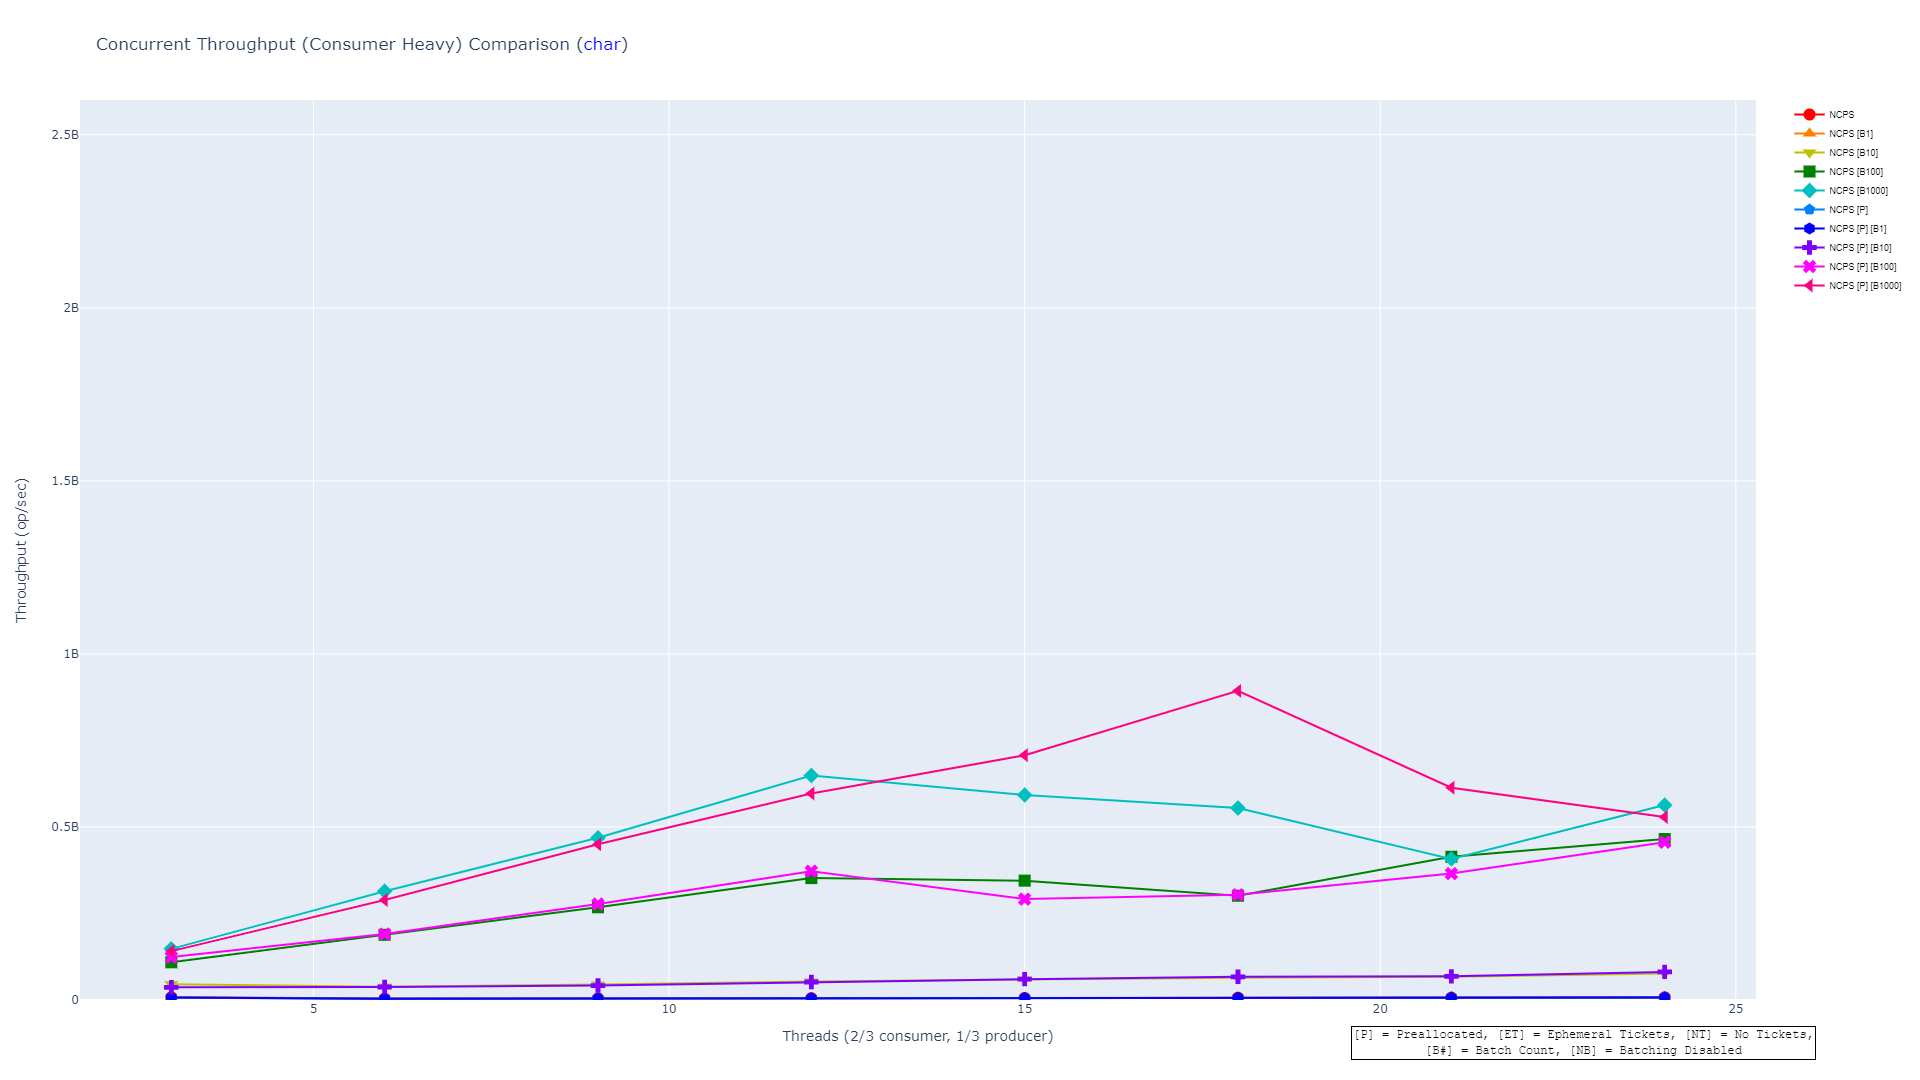 Concurrent Throughput (Consumer Heavy) Comparison (char)
2.5B
2B
1.5B
1B
0.5B
0
Throughput (op/sec)
5
10
15
20
25
Threads (2/3 consumer, 1/3 producer)
NCPS
NCPS [B1]
NCPS [B10]
NCPS [B100]
NCPS [B1000]
NCPS [P]
NCPS [P] [B1]
NCPS [P] [B10]
NCPS [P] [B100]
NCPS [P] [B1000]
[P] = Preallocated, [ET] = Ephemeral Tickets, [NT] = No Tickets,
[B#] = Batch Count, [NB] = Batching Disabled